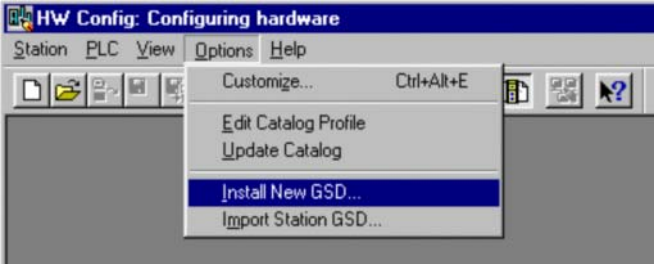 HW Config: Configuring hardware
Station PLC View Options Help
Customize... Ctrl+Alt+E
Edit Catalog Profile
Update Catalog
Install New GSD...
Import Station GSD...